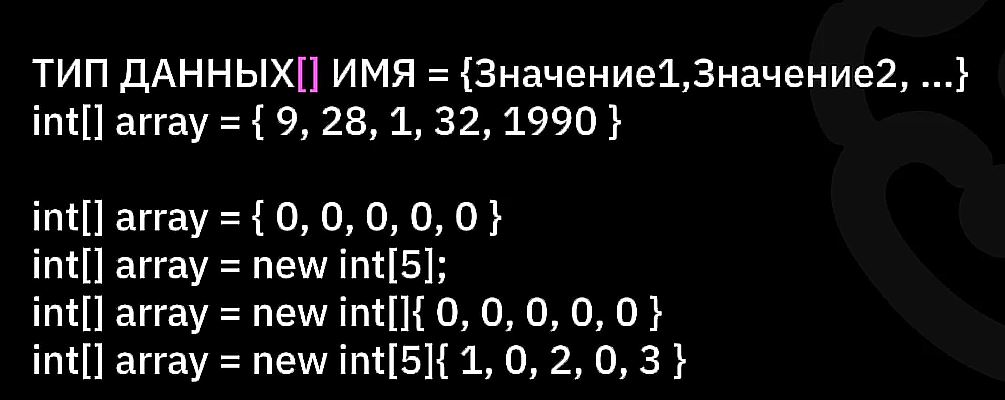 ТИП ДАННЫХ[] ИМЯ = {Значение1,Значение2, ...}
int[] array = { 9, 28, 1, 32, 1990 }
int[] array = { 0, 0, 0, 0, 0 }
int[] array = new int[5];
int[] array = new int[]{ 0, 0, 0, 0, 0 }
int[] array = new int[5]{ 1, 0, 2, 0, 3 }